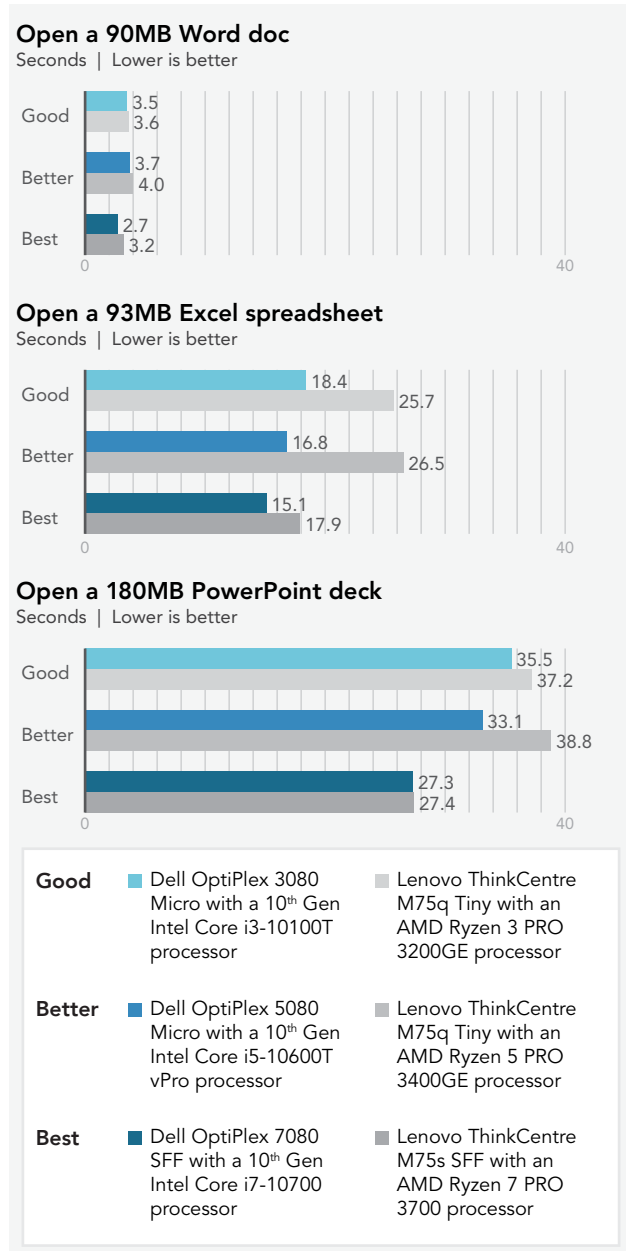 Open a 90MB Word doc
Seconds | Lower is better
Good
3.5
3.6
Better
3.7
4.0
Best
2.7
3.2
0
40
Open a 93MB Excel spreadsheet
Seconds | Lower is better
Good
18.4
25.7
Better
16.8
26.5
Best
15.1
17.9
0
40
Open a 180MB PowerPoint deck
Seconds | Lower is better
Good
35.5
37.2
Better
33.1
38.8
Best
27.3
27.4
0
40
Good
Dell OptiPlex 3080
Micro with a 10th Gen
Intel Core i3-10100T
processor
Lenovo ThinkCentre
M75q Tiny with an
AMD Ryzen 3 PRO
3200GE processor
Better
Dell OptiPlex 5080
Micro with a 10th Gen
Intel Core i5-10600T
vPro processor
Lenovo ThinkCentre
M75q Tiny with an
AMD Ryzen 5 PRO
3400GE processor
Best
Dell OptiPlex 7080
SFF with a 10th Gen
Intel Core i7-10700
processor
Lenovo ThinkCentre
M75s SFF with an
AMD Ryzen 7 PRO
3700 processor